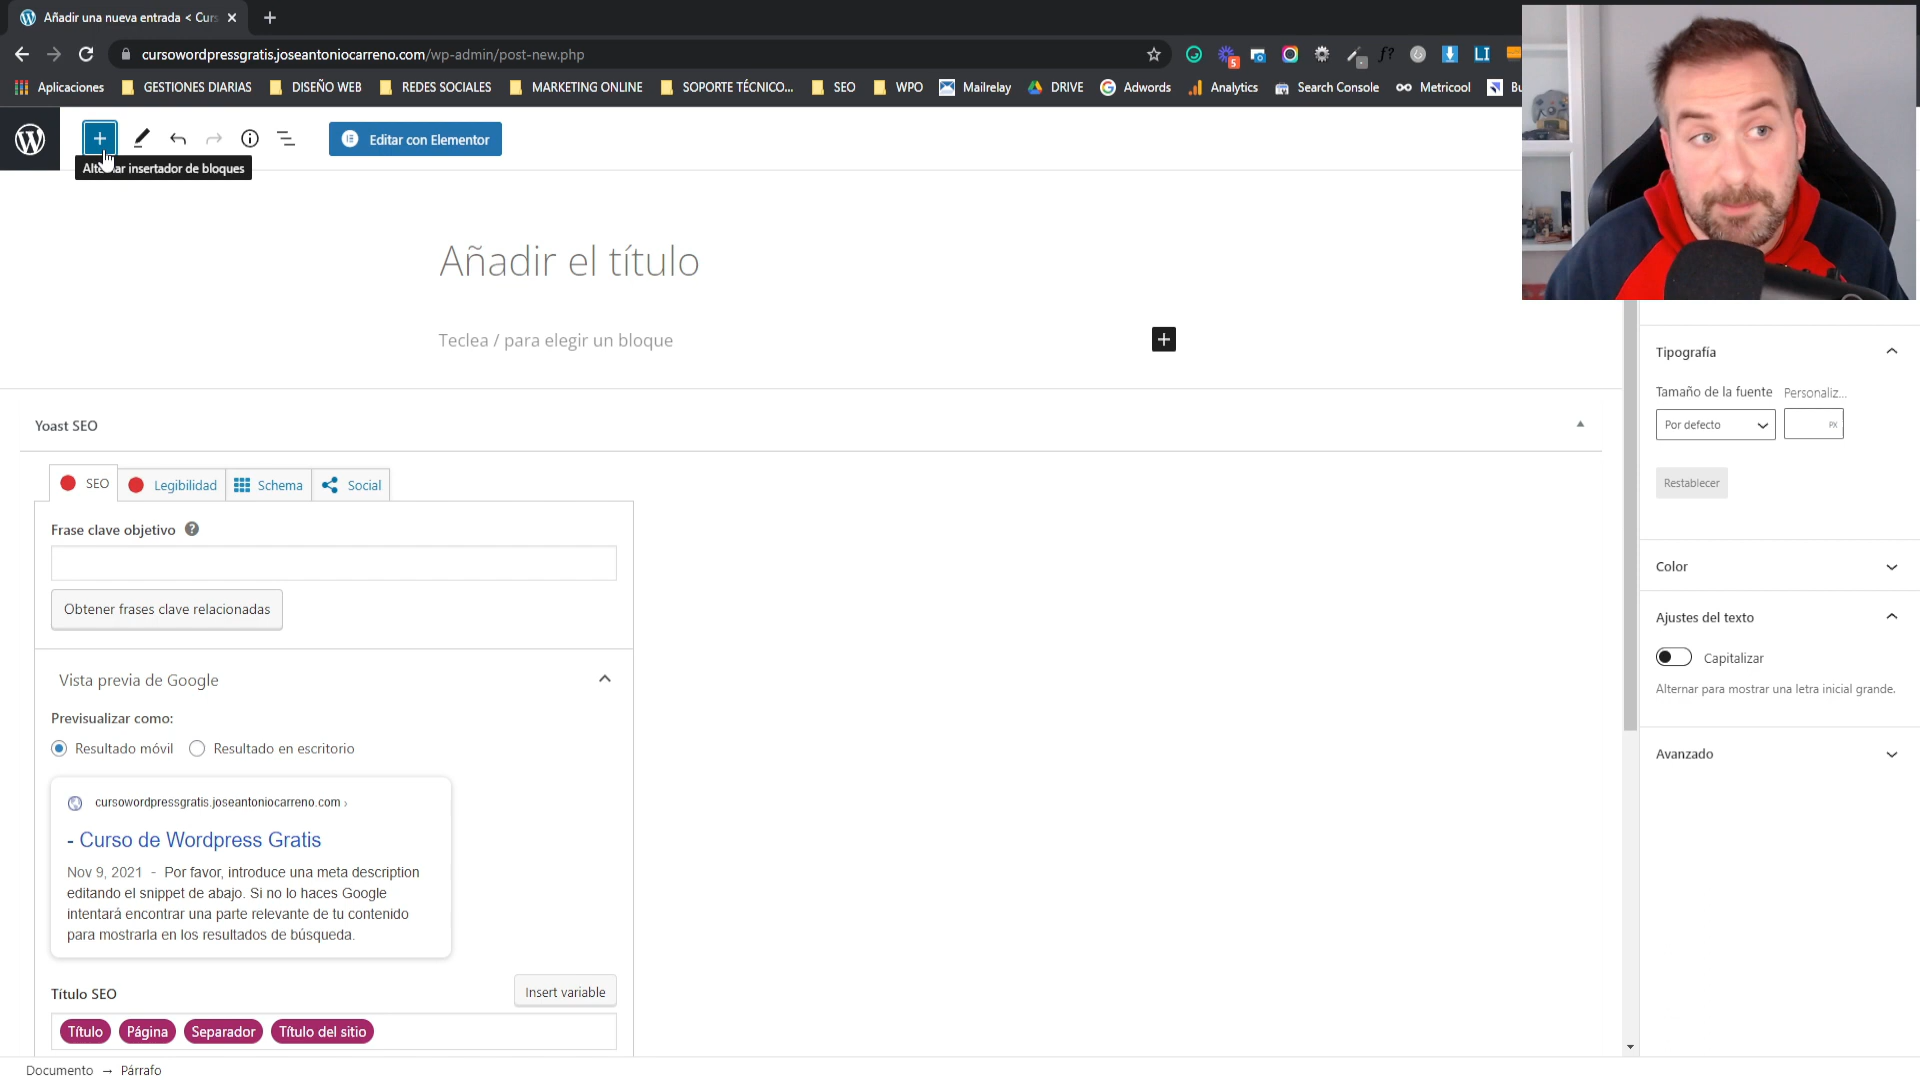 Añadir una nueva entrada < Curs
cursowordpressgratis.joseantoniocarreno.com/wp-admin/post-new.php
5
f?
LI
Aplicaciones
GESTIONES DIARIAS
DISEÑO WEB
REDES SOCIALES
MARKETING ONLINE
SOPORTE TÉCNICO...
SEO
WPO
Mailrelay
DRIVE
Adwords
Analytics
Search Console
Metricool
Bu
Editar con Elementor
Alternar insertador de bloques
Añadir el título
Teclea / para elegir un bloque
Tipografía
Tamaño de la fuente
Personaliz...
Por defecto
PX
Restablecer
Color
Ajustes del texto
Capitalizar
Alternar para mostrar una letra inicial grande.
Avanzado
Yoast SEO
SEO
Legibilidad
Schema
Social
Frase clave objetivo
Obtener frases clave relacionadas
Vista previa de Google
Previsualizar como:
Resultado móvil
Resultado en escritorio
cursowordpressgratis.joseantoniocarreno.com ›
- Curso de Wordpress Gratis
Nov 9, 2021 - Por favor, introduce una meta description
editando el snippet de abajo. Si no lo haces Google
intentará encontrar una parte relevante de tu contenido
para mostrarla en los resultados de búsqueda.
Título SEO
Insert variable
Título
Página
Separador
Título del sitio
Documento → Párrafo